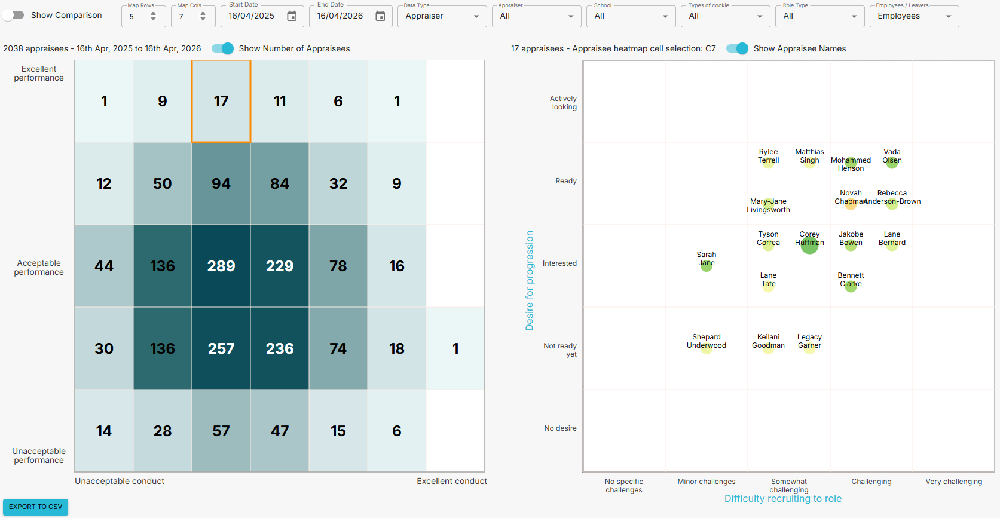 Show Comparison
Map Rows
5
Map Cols
7
Start Date
16/04/2025
End Date
16/04/2026
Data Type
Appraiser
Appraiser
All
School
All
Types of cookie
All
Role Type
All
Employees / Leavers
Employees
2038 appraisees - 16th Apr, 2025 to 16th Apr, 2026
Show Number of Appraisees
Excellent
performance
1 9 17 11 6 1
12 50 94 84 32 9
Acceptable
performance
44 136 289 229 78 16
30 136 257 236 74 18 1
Unacceptable
performance
14 28 57 47 15 6
Unacceptable conduct
Excellent conduct
EXPORT TO CSV
17 appraisees - Appraisee heatmap cell selection: C7
Show Appraisee Names
Desire for progression
Actively
looking
Ready
Rylee
Terrell
Matthias
Singh
Mohammed
Henson
Vada
Olsen
Mary-Jane
Livingsworth
Novah
Chapman
Rebecca
Anderson-Brown
Interested
Sarah
Jane
Tyson
Correa
Corey
Huffman
Jakobe
Bowen
Lane
Bernard
Lane
Tate
Bennett
Clarke
Not ready
yet
Shepard
Underwood
Keilani
Goodman
Legacy
Garner
No desire
No specific
challenges
Minor challenges
Somewhat
challenging
Challenging
Very challenging
Difficulty recruiting to role